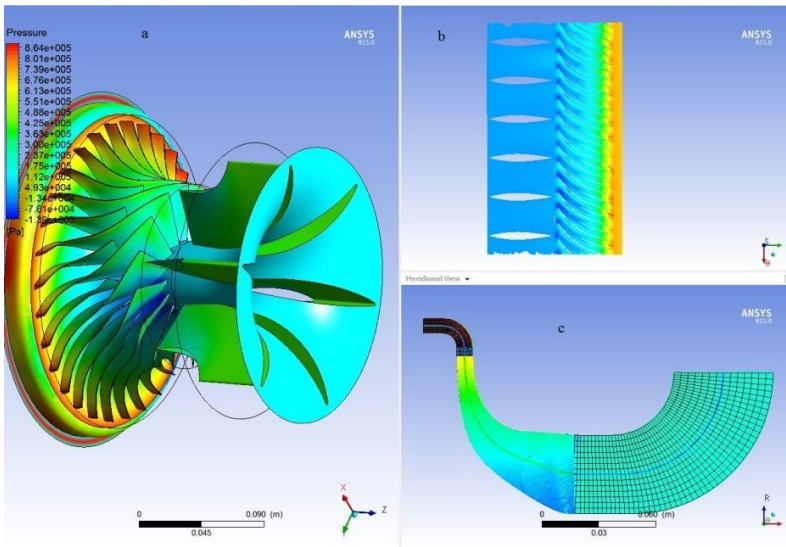 Pressure
8.64e+005
8.01e+005
7.39e+005
6.76e+005
6.13e+005
5.51e+005
4.88e+005
4.25e+005
3.63e+005
3.00e+005
2.37e+005
1.75e+005
1.12e+005
4.93e+004
-1.34e+004
-7.61e+004
[Pa]
a
ANSYS
R15.0
X
Z
0 0.090 (m)
0.045
b
ANSYS
R15.0
S
θ
Meridional View
c
ANSYS
R15.0
R
0 0.060 (m)
0.03